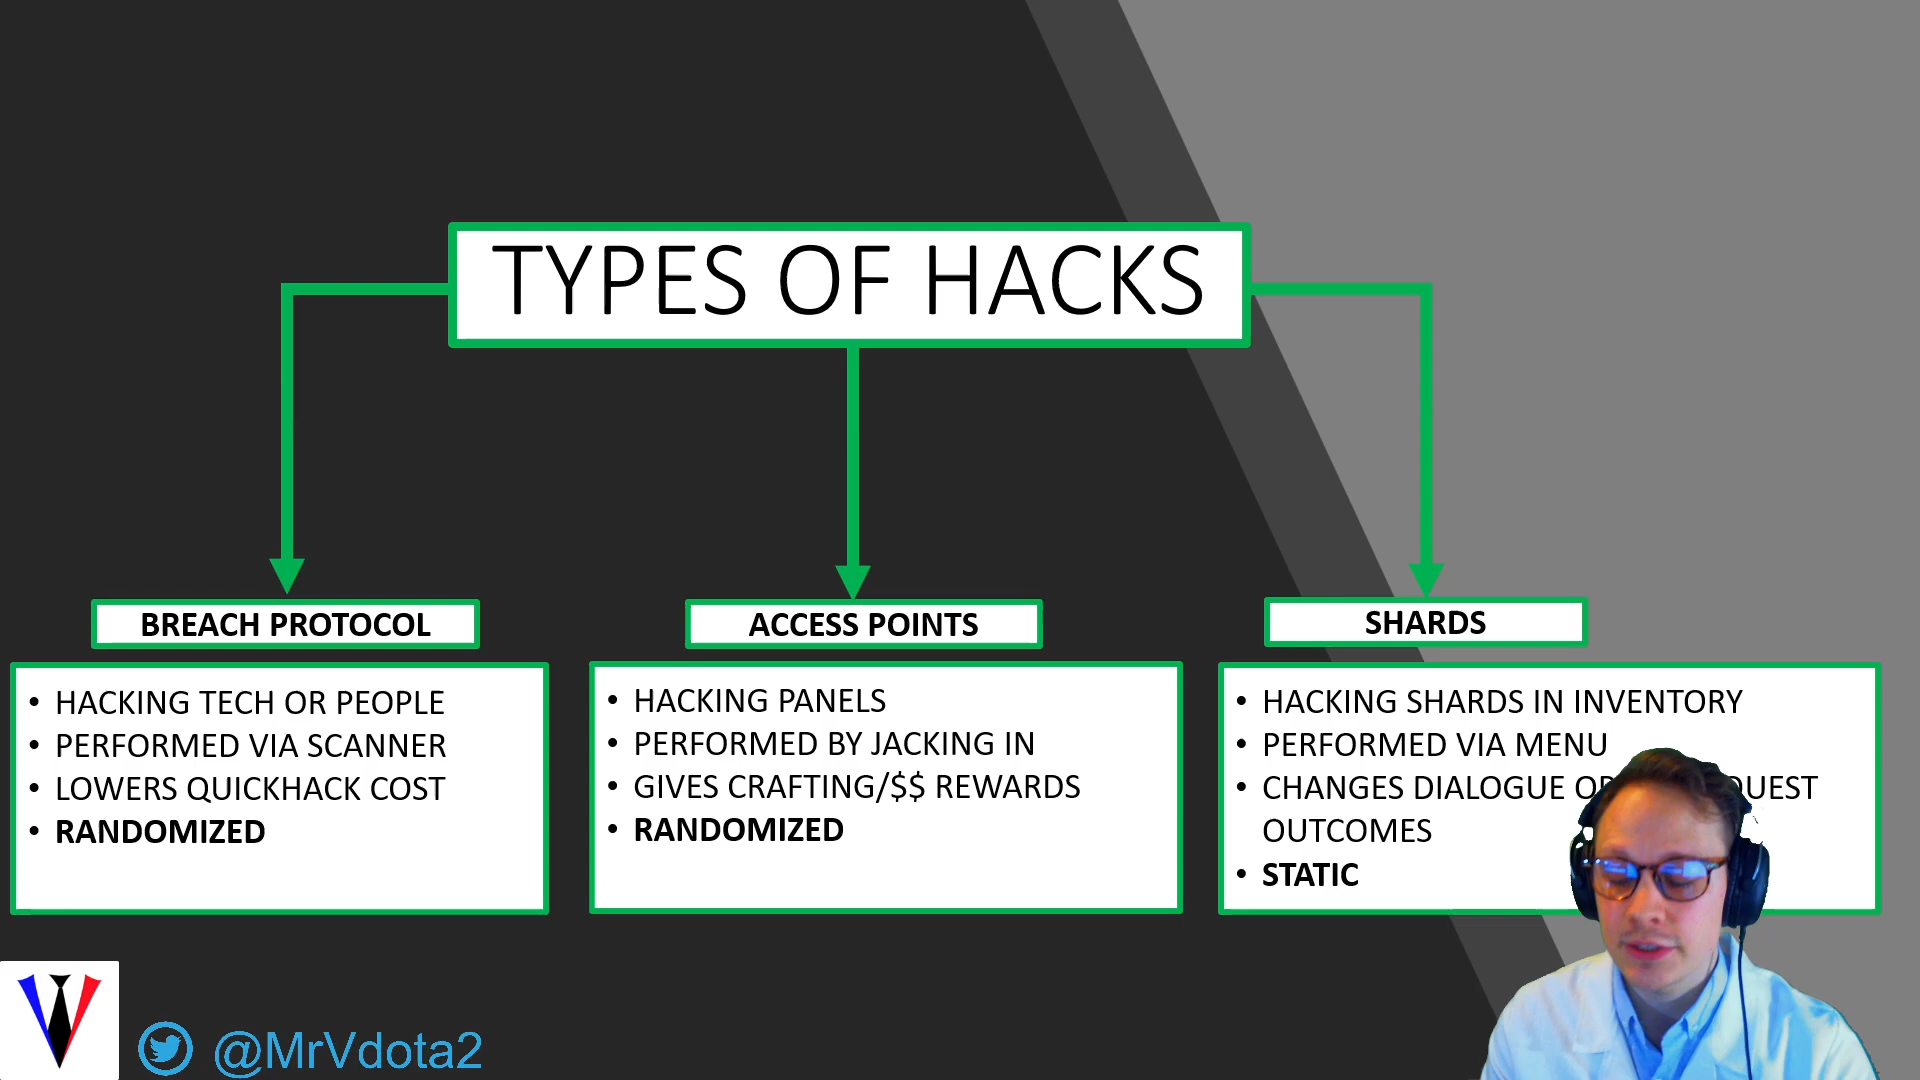 TYPES OF HACKS
BREACH PROTOCOL
• HACKING TECH OR PEOPLE
• PERFORMED VIA SCANNER
• LOWERS QUICKHACK COST
• RANDOMIZED
ACCESS POINTS
• HACKING PANELS
• PERFORMED BY JACKING IN
• GIVES CRAFTING/$$ REWARDS
• RANDOMIZED
SHARDS
• HACKING SHARDS IN INVENTORY
• PERFORMED VIA MENU
• CHANGES DIALOGUE
OUTCOMES
• STATIC
@MrVdota2